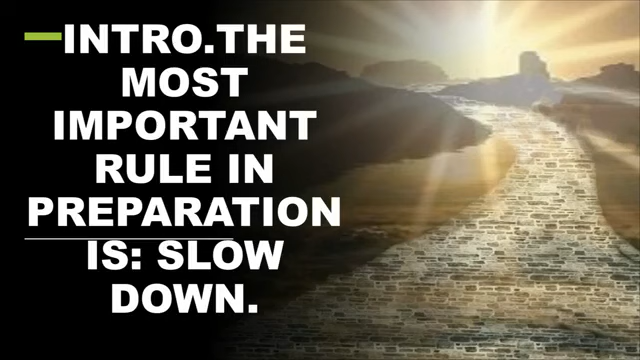 INTRO.THE
MOST
IMPORTANT
RULE IN
PREPARATION
IS: SLOW
DOWN.